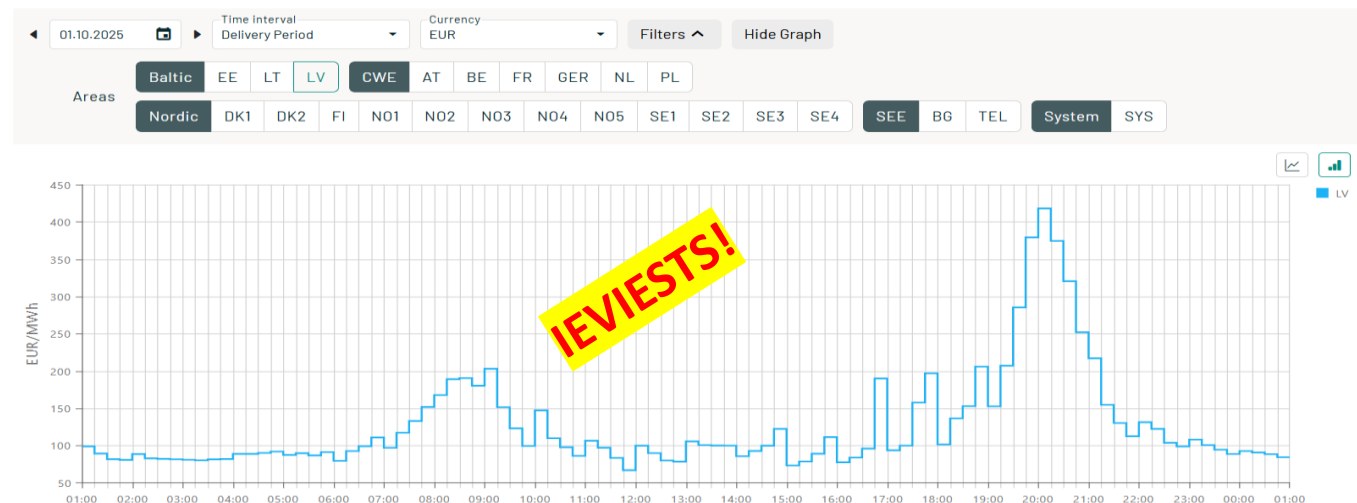 Time interval
Currency
01.10.2025
Delivery Period
EUR
Filters
Hide Graph
Areas
Baltic EE LT LV CWE AT BE FR GER NL PL
Nordic DK1 DK2 FI NO1 NO2 NO3 NO4 NO5 SE1 SE2 SE3 SE4 SEE BG TEL System SYS
LV
IEVIESTS!
EUR/MWh
450
400
350
300
250
200
150
100
50
01:00 02:00 03:00 04:00 05:00 06:00 07:00 08:00 09:00 10:00 11:00 12:00 13:00 14:00 15:00 16:00 17:00 18:00 19:00 20:00 21:00 22:00 23:00 00:00 01:00